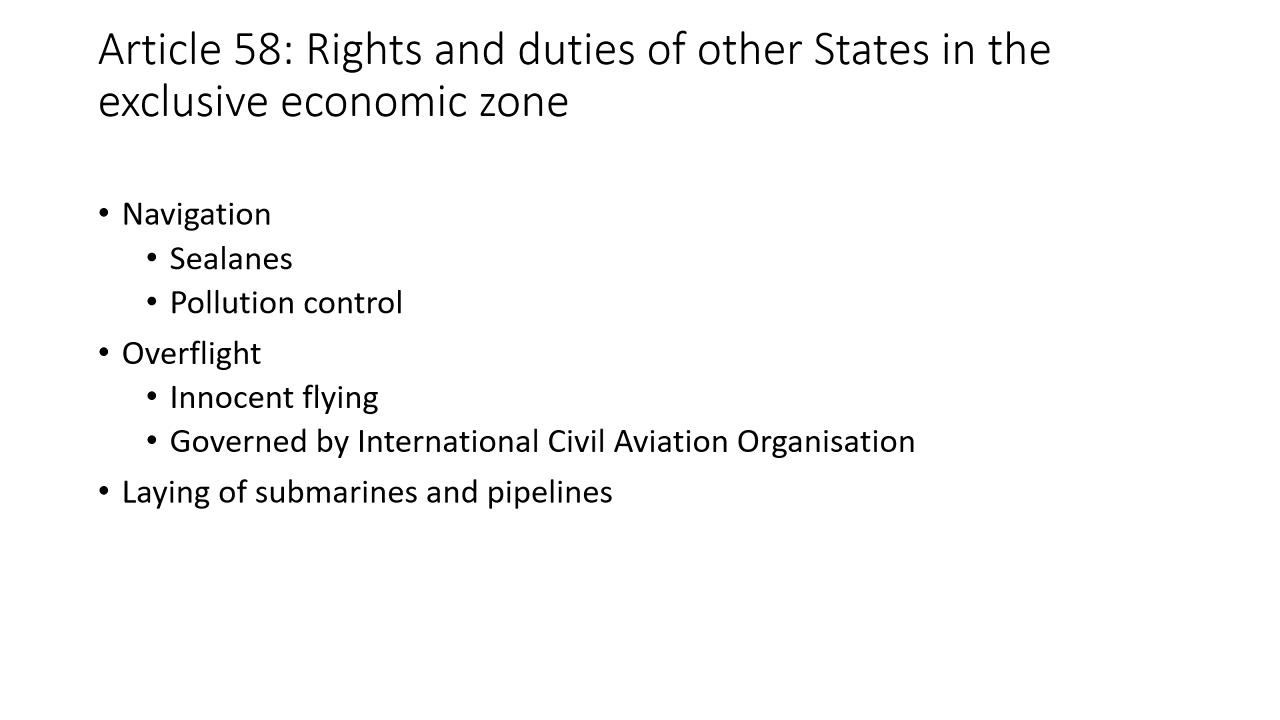 Article 58: Rights and duties of other States in the
exclusive economic zone
• Navigation
• Sealanes
• Pollution control
• Overflight
• Innocent flying
• Governed by International Civil Aviation Organisation
• Laying of submarines and pipelines